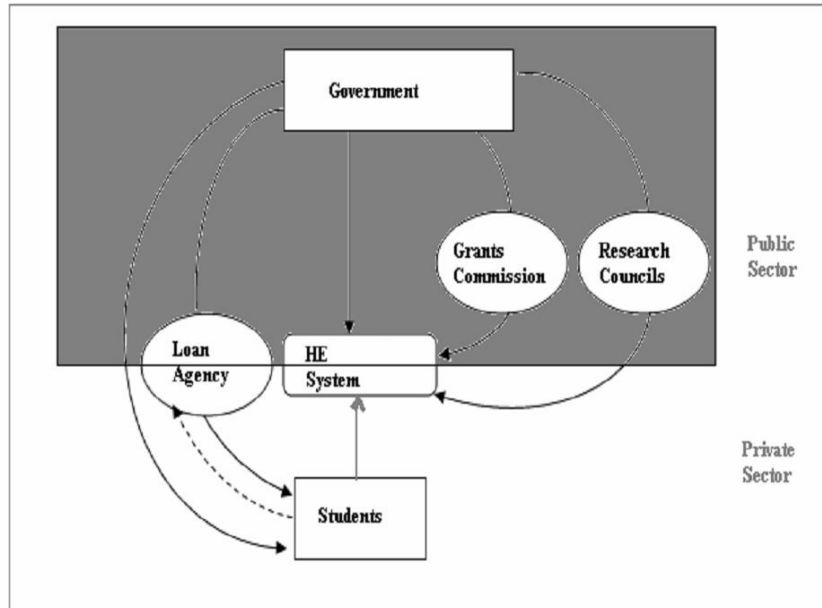 Government
Grants
Commission
Research
Councils
Public
Sector
Loan
Agency
HE
System
Private
Sector
Students